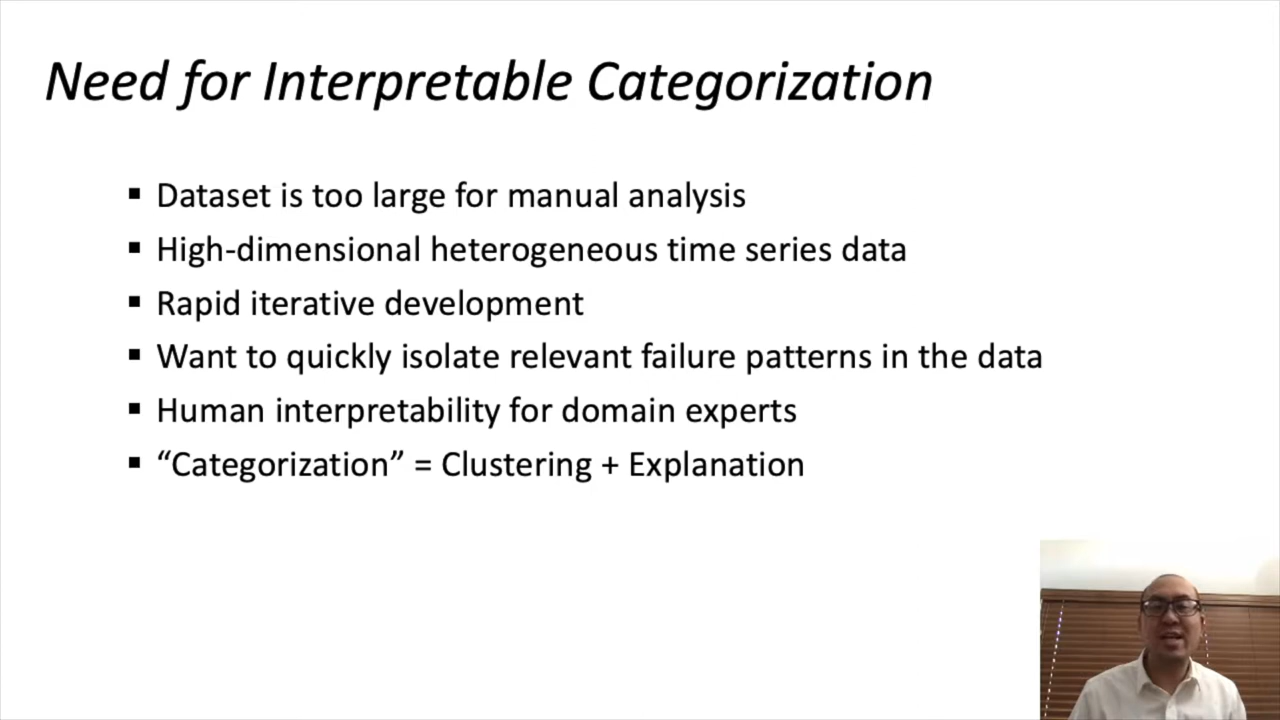 Need for Interpretable Categorization
▪ Dataset is too large for manual analysis
▪ High-dimensional heterogeneous time series data
▪ Rapid iterative development
▪ Want to quickly isolate relevant failure patterns in the data
▪ Human interpretability for domain experts
▪ “Categorization” = Clustering + Explanation